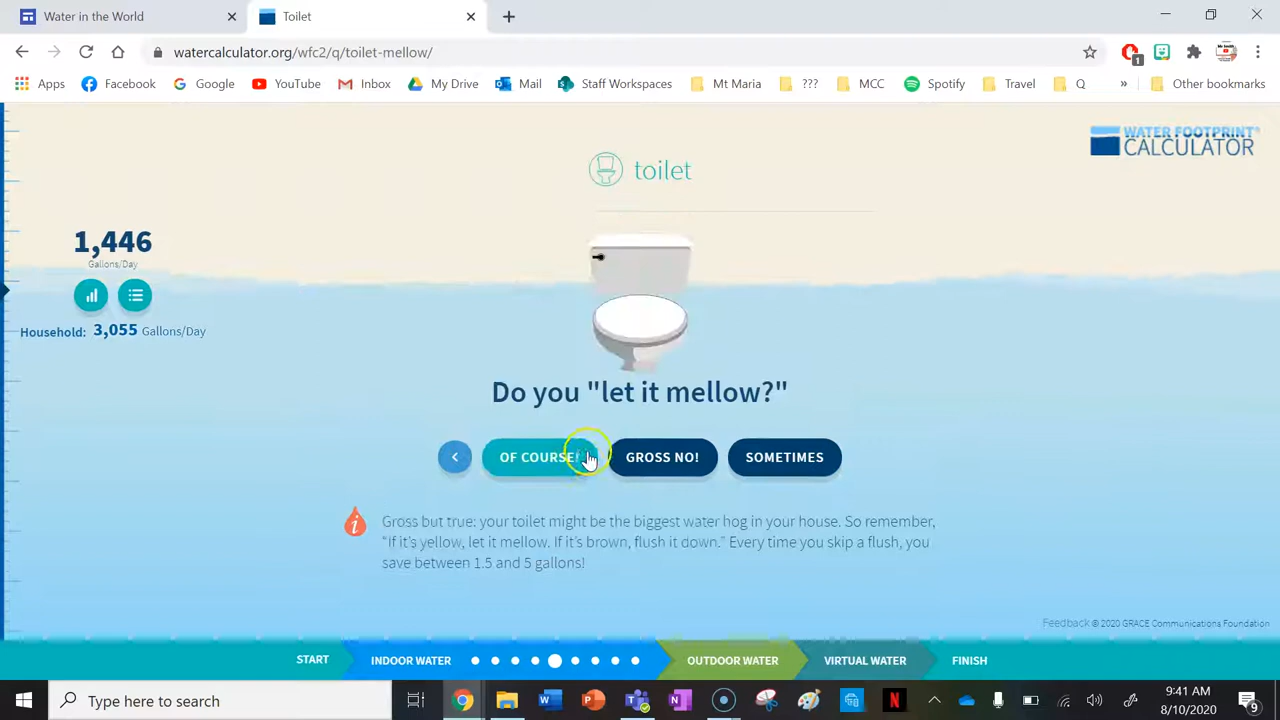 Water in the World
Toilet
watercalculator.org/wfc2/q/toilet-mellow/
1
Apps
Facebook
Google
YouTube
Inbox
My Drive
Mail
Staff Workspaces
Mt Maria
???
MCC
Spotify
Travel
Q
»
Other bookmarks
WATER FOOTPRINT
CALCULATOR
toilet
1,446
Gallons/Day
Household: 3,055 Gallons/Day
Do you "let it mellow?"
OF COURSE!
GROSS NO!
SOMETIMES
Gross but true: your toilet might be the biggest water hog in your house. So remember,
"If it's yellow, let it mellow. If it's brown, flush it down." Every time you skip a flush, you
save between 1.5 and 5 gallons!
Feedback © 2020 GRACE Communications Foundation
START
INDOOR WATER
OUTDOOR WATER
VIRTUAL WATER
FINISH
Type here to search
9:41 AM
8/10/2020
9